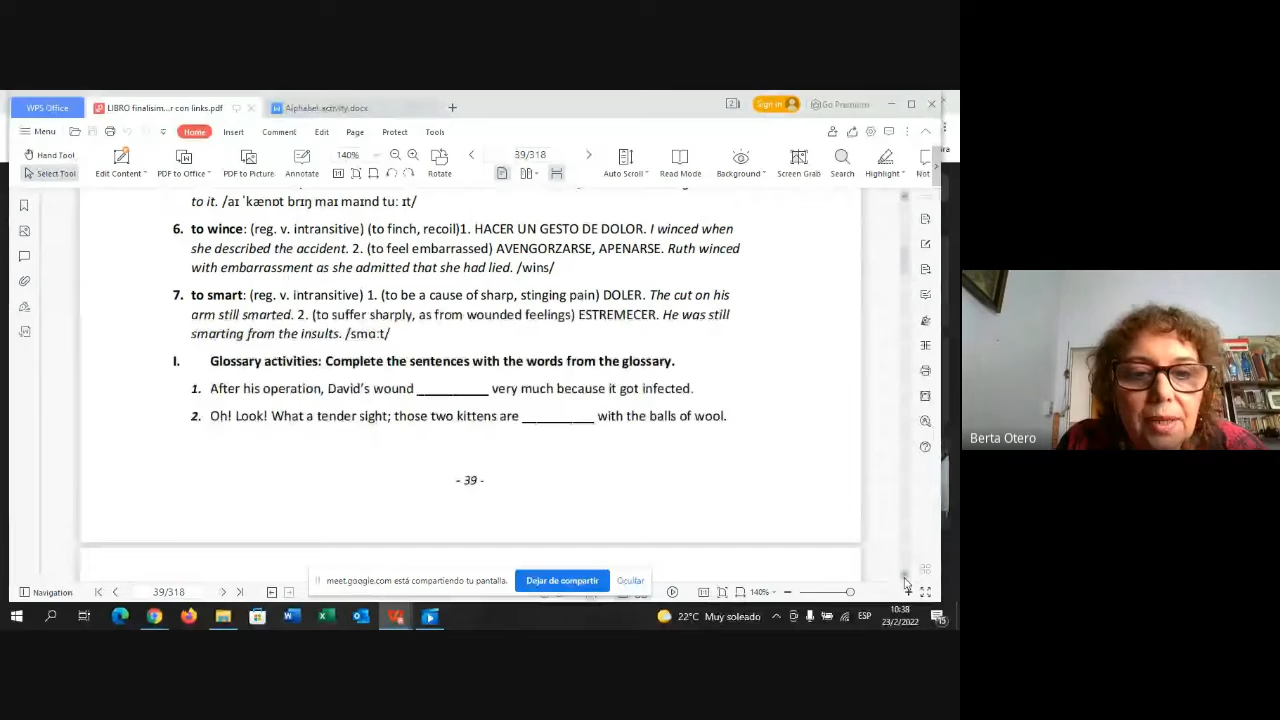 WPS Office
LIBRO finalisim...r con links.pdf
Alphabet activity.docx
Sign in
Go Premium
Menu
Home
Insert
Comment
Edit
Page
Protect
Tools
Hand Tool
Select Tool
Edit Content
PDF to Office
PDF to Picture
Annotate
140%
Rotate
39/318
Auto Scroll
Read Mode
Background
Screen Grab
Search
Highlight
to it. /aɪ ˈkænɒt brɪŋ maɪ maɪnd tuː ɪt/
6. to wince: (reg. v. intransitive) (to finch, recoil)1. HACER UN GESTO DE DOLOR. I winced when
she described the accident. 2. (to feel embarrassed) AVENGORZARSE, APENARSE. Ruth winced
with embarrassment as she admitted that she had lied. /wins/
7. to smart: (reg. v. intransitive) 1. (to be a cause of sharp, stinging pain) DOLER. The cut on his
arm still smarted. 2. (to suffer sharply, as from wounded feelings) ESTREMECER. He was still
smarting from the insults. /smɑːt/
I. Glossary activities: Complete the sentences with the words from the glossary.
1. After his operation, David's wound __________ very much because it got infected.
2. Oh! Look! What a tender sight; those two kittens are __________ with the balls of wool.
- 39 -
meet.google.com está compartiendo tu pantalla.
Dejar de compartir
Ocultar
Navigation
39/318
140%
22°C Muy soleado
ESP
10:38
23/2/2022
15
Berta Otero